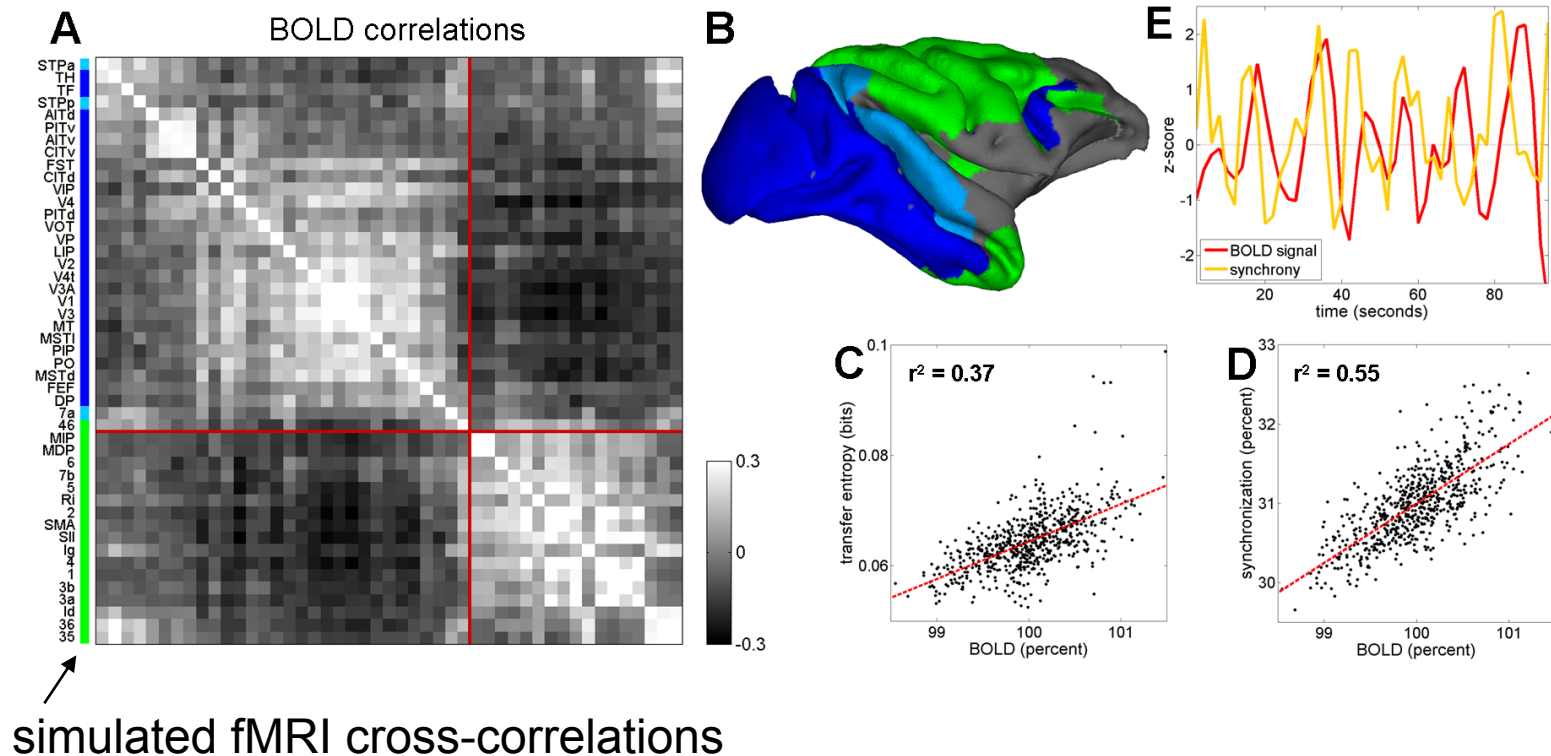 A
BOLD correlations
STPa
TH
TF
STPp
AITd
PITv
AITv
CITv
FST
CITd
VIP
V4
PITd
VOT
VP
LIP
V2
V4t
V3A
V1
V3
MT
MSTl
PIP
PO
MSTd
FEF
DP
7a
46
MIP
MDP
6
7b
5
Ri
2
SMA
SII
Ig
4
1
3b
3a
Id
36
35
0.3
0
-0.3
simulated fMRI cross-correlations
B
C
r² = 0.37
0.1
0.08
0.06
transfer entropy (bits)
99 100 101
BOLD (percent)
D
r² = 0.55
33
32
31
30
synchronization (percent)
99 100 101
BOLD (percent)
E
2
1
0
-1
-2
z-score
BOLD signal
synchrony
20 40 60 80
time (seconds)